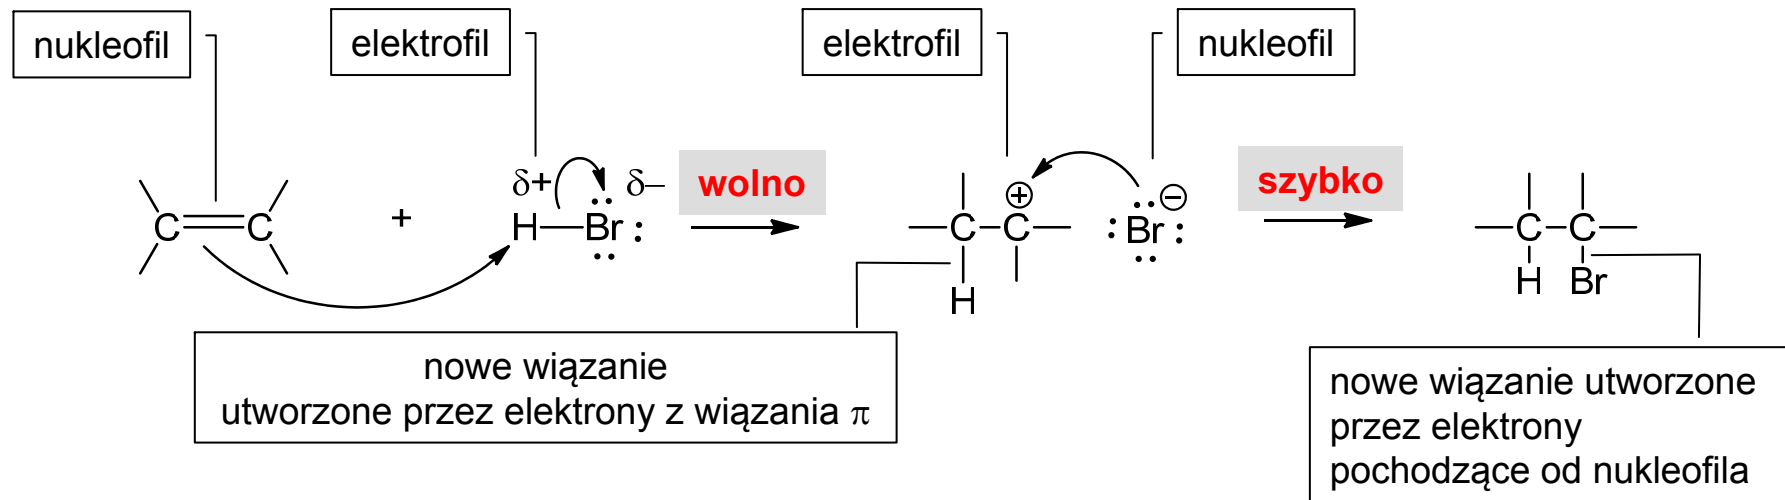 nukleofil
elektrofil
elektrofil
nukleofil
C C + δ+ H Br δ– wolno C C ⊕ H Br ⊖ szybko C C H Br
nowe wiązanie
utworzone przez elektrony z wiązania π
nowe wiązanie utworzone
przez elektrony
pochodzące od nukleofila